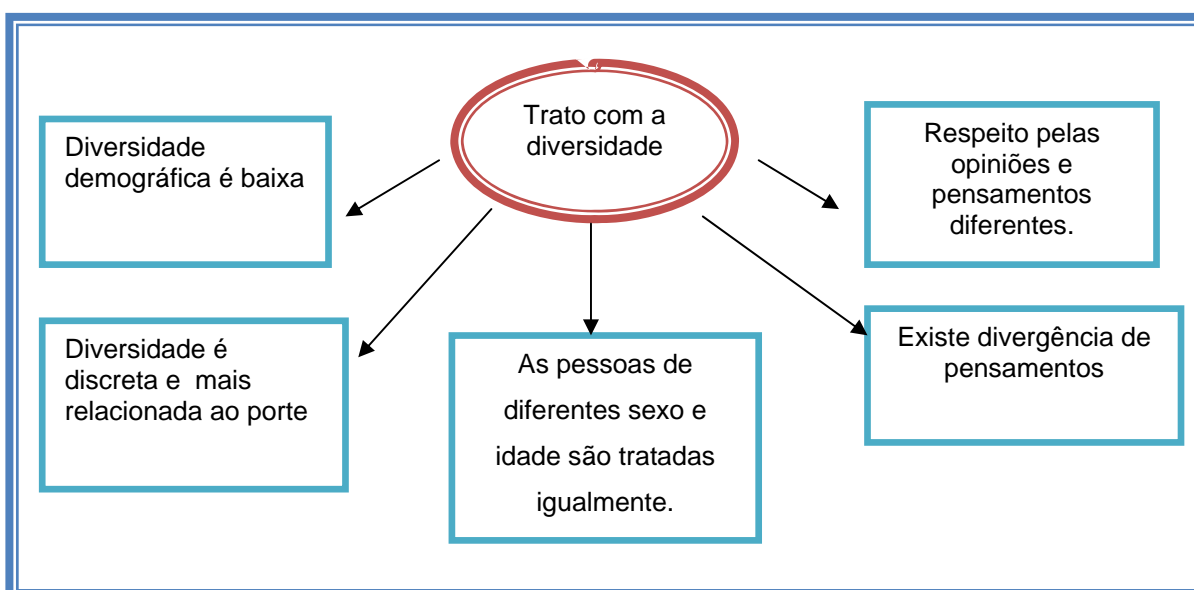 Trato com a
diversidade
Diversidade
demográfica é baixa
Respeito pelas
opiniões e
pensamentos
diferentes.
Diversidade é
discreta e mais
relacionada ao porte
As pessoas de
diferentes sexo e
idade são tratadas
igualmente.
Existe divergência de
pensamentos